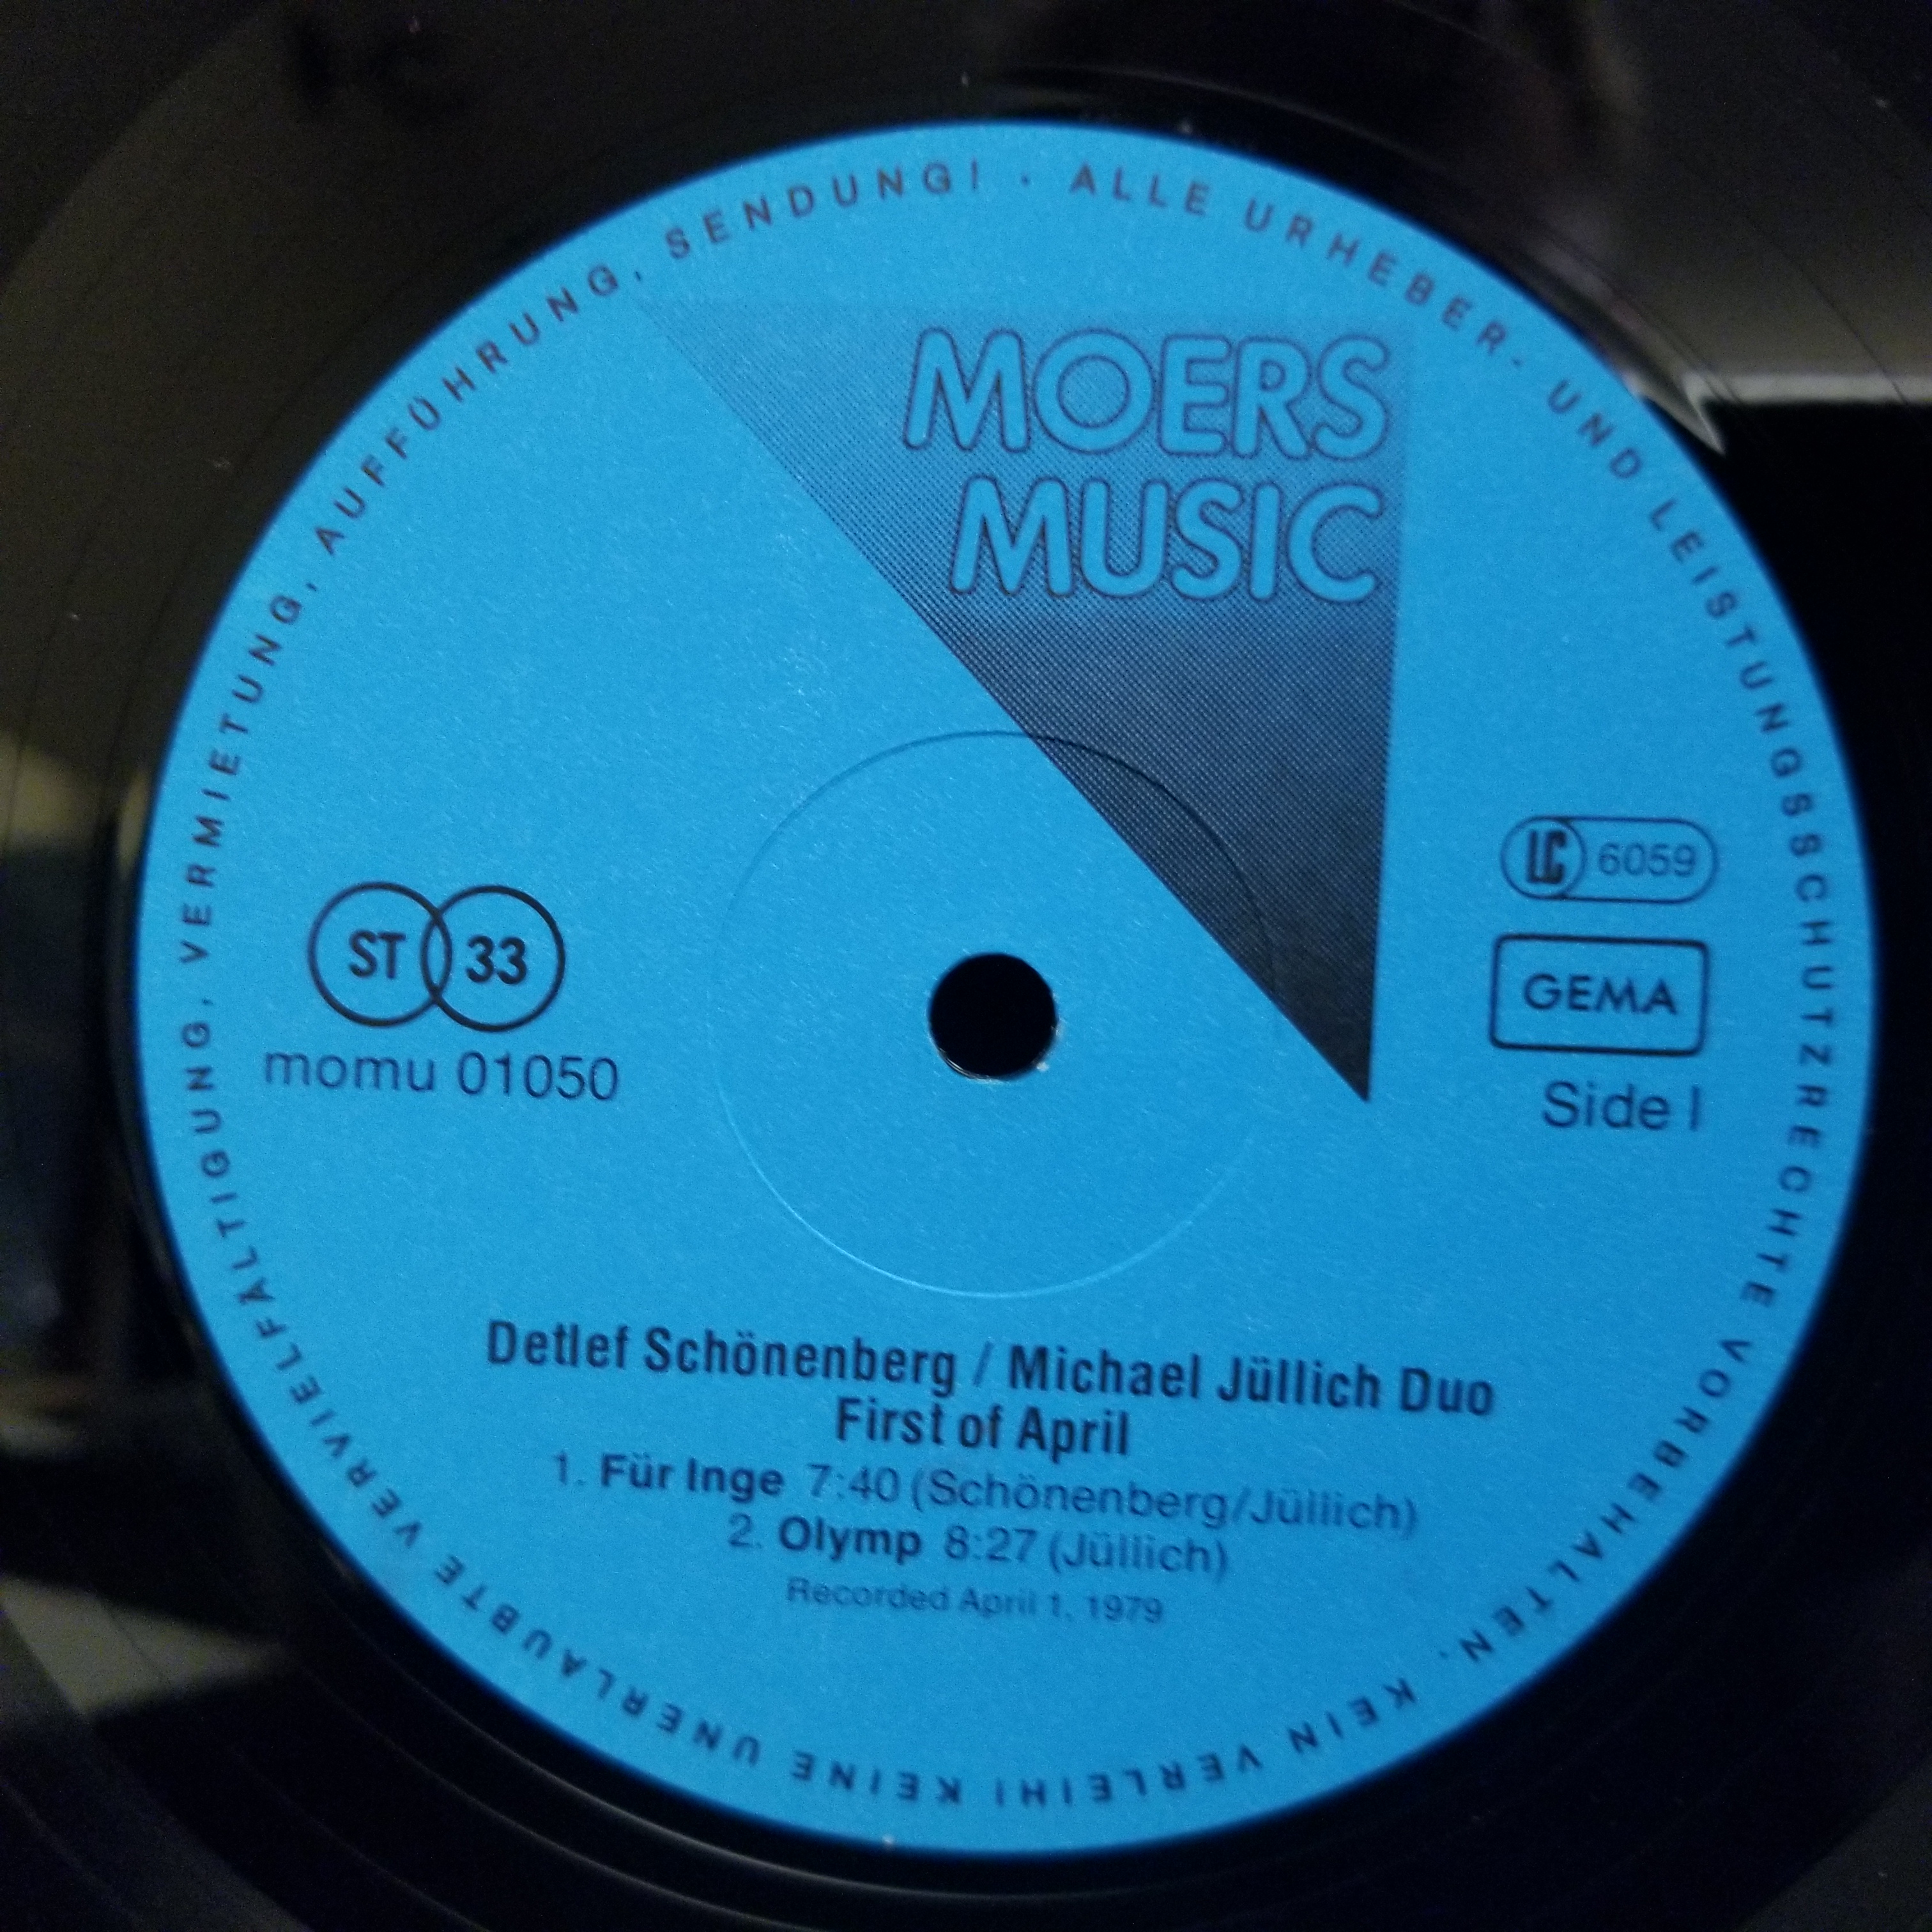 ALLE URHEBER- UND LEISTUNGSSCHUTZRECHTE VORBEHALTEN. KEIN VERLEIH! KEINE UNERLAUBTE VERVIELFÄLTIGUNG, VERMIETUNG, AUFFÜHRUNG, SENDUNG! ·
MOERS
MUSIC
LC 6059
GEMA
Side I
ST 33
momu 01050
Detlef Schönenberg / Michael Jüllich Duo
First of April
1. Für Inge 7:40 (Schönenberg/Jüllich)
2. Olymp 8:27 (Jüllich)
Recorded April 1, 1979